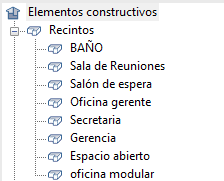 Elementos constructivos
Recintos
BAÑO
Sala de Reuniones
Salón de espera
Oficina gerente
Secretaria
Gerencia
Espacio abierto
oficina modular